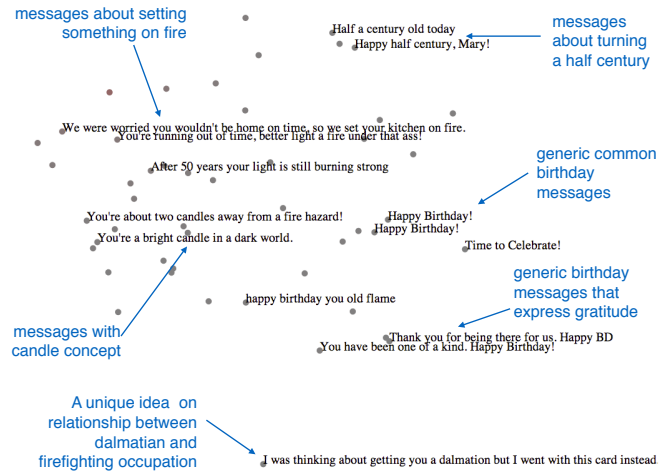 messages about setting
something on fire
Half a century old today
Happy half century, Mary!
messages
about turning
a half century
We were worried you wouldn't be home on time, so we set your kitchen on fire.
You're running out of time, better light a fire under that ass!
After 50 years your light is still burning strong
generic common
birthday
messages
You're about two candles away from a fire hazard!
Happy Birthday!
Happy Birthday!
You're a bright candle in a dark world.
Time to Celebrate!
generic birthday
messages that
express gratitude
happy birthday you old flame
messages with
candle concept
Thank you for being there for us. Happy BD
You have been one of a kind. Happy Birthday!
A unique idea on
relationship between
dalmatian and
firefighting occupation
I was thinking about getting you a dalmation but I went with this card instead